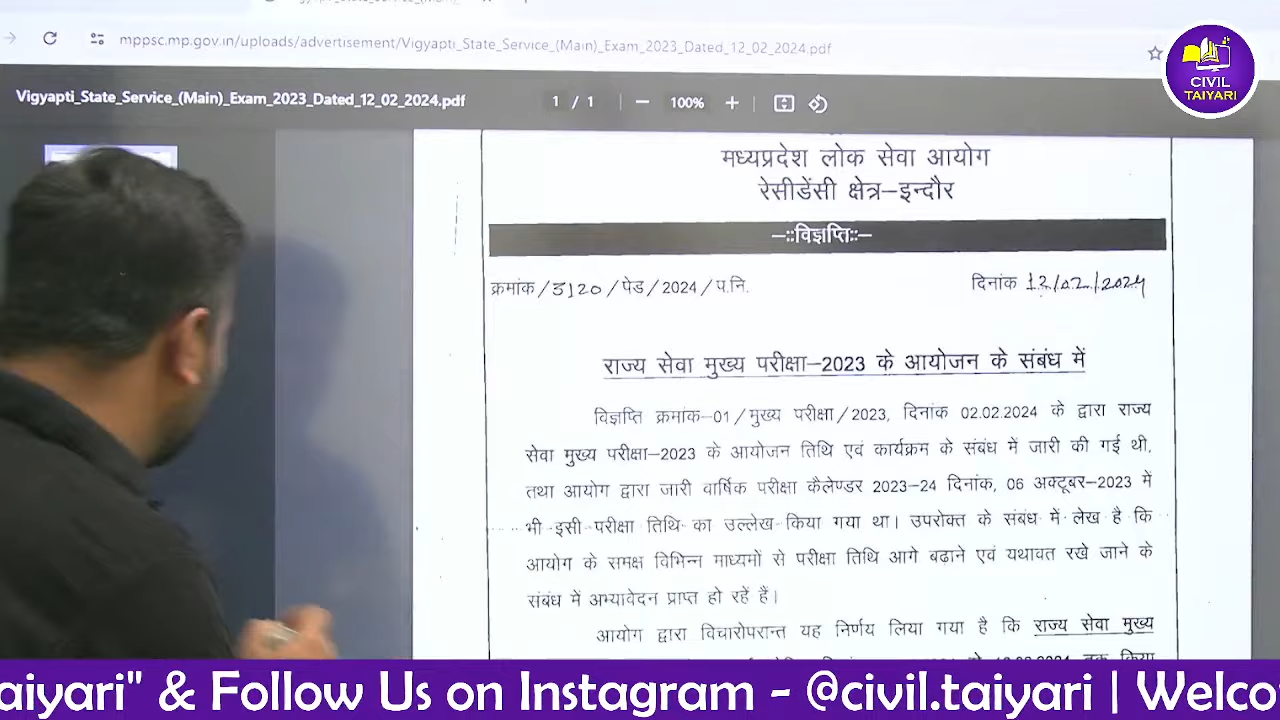 mppsc.mp.gov.in/uploads/advertisement/Vigyapti_State_Service_(Main)_Exam_2023_Dated_12_02_2024.pdf
CIVIL
TAIYARI
Vigyapti_State_Service_(Main)_Exam_2023_Dated_12_02_2024.pdf
1 / 1
100%
मध्यप्रदेश लोक सेवा आयोग
रेसीडेंसी क्षेत्र–इन्दौर
–::विज्ञप्ति::–
क्रमांक/3120/पेड/2024/प.नि. दिनांक 12/02/2024
राज्य सेवा मुख्य परीक्षा–2023 के आयोजन के संबंध में
विज्ञप्ति क्रमांक–01/मुख्य परीक्षा/2023, दिनांक 02.02.2024 के द्वारा राज्य
सेवा मुख्य परीक्षा–2023 के आयोजन तिथि एवं कार्यक्रम के संबंध में जारी की गई थी,
तथा आयोग द्वारा जारी वार्षिक परीक्षा कैलेण्डर 2023–24 दिनांक, 06 अक्टूबर–2023 में
भी इसी परीक्षा तिथि का उल्लेख किया गया था। उपरोक्त के संबंध में लेख है कि
आयोग के समक्ष विभिन्न माध्यमों से परीक्षा तिथि आगे बढ़ाने एवं यथावत रखे जाने के
संबंध में अभ्यावेदन प्राप्त हो रहें हैं।
आयोग द्वारा विचारोपरान्त यह निर्णय लिया गया है कि राज्य सेवा मुख्य
तक किया
aiyari" & Follow Us on Instagram - @civil.taiyari | Welco